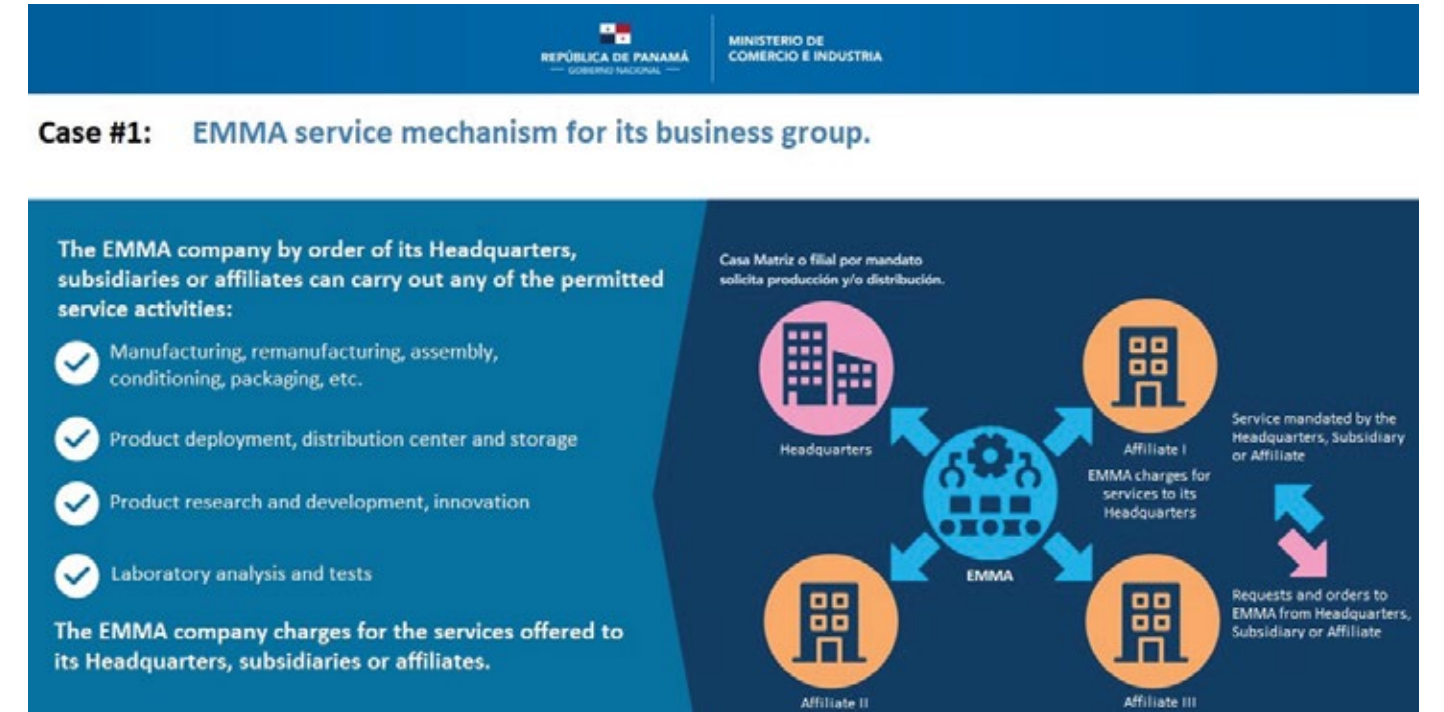 REPÚBLICA DE PANAMÁ
— GOBIERNO NACIONAL —
MINISTERIO DE
COMERCIO E INDUSTRIA
Case #1: EMMA service mechanism for its business group.
The EMMA company by order of its Headquarters,
subsidiaries or affiliates can carry out any of the permitted
service activities:
Manufacturing, remanufacturing, assembly,
conditioning, packaging, etc.
Product deployment, distribution center and storage
Product research and development, innovation
Laboratory analysis and tests
The EMMA company charges for the services offered to
its Headquarters, subsidiaries or affiliates.
Casa Matriz o filial por mandato
solicita producción y/o distribución.
Headquarters
Affiliate I
EMMA charges for
services to its
Headquarters
EMMA
Affiliate II
Affiliate III
Service mandated by the
Headquarters, Subsidiary
or Affiliate
Requests and orders to
EMMA from Headquarters,
Subsidiary or Affiliate